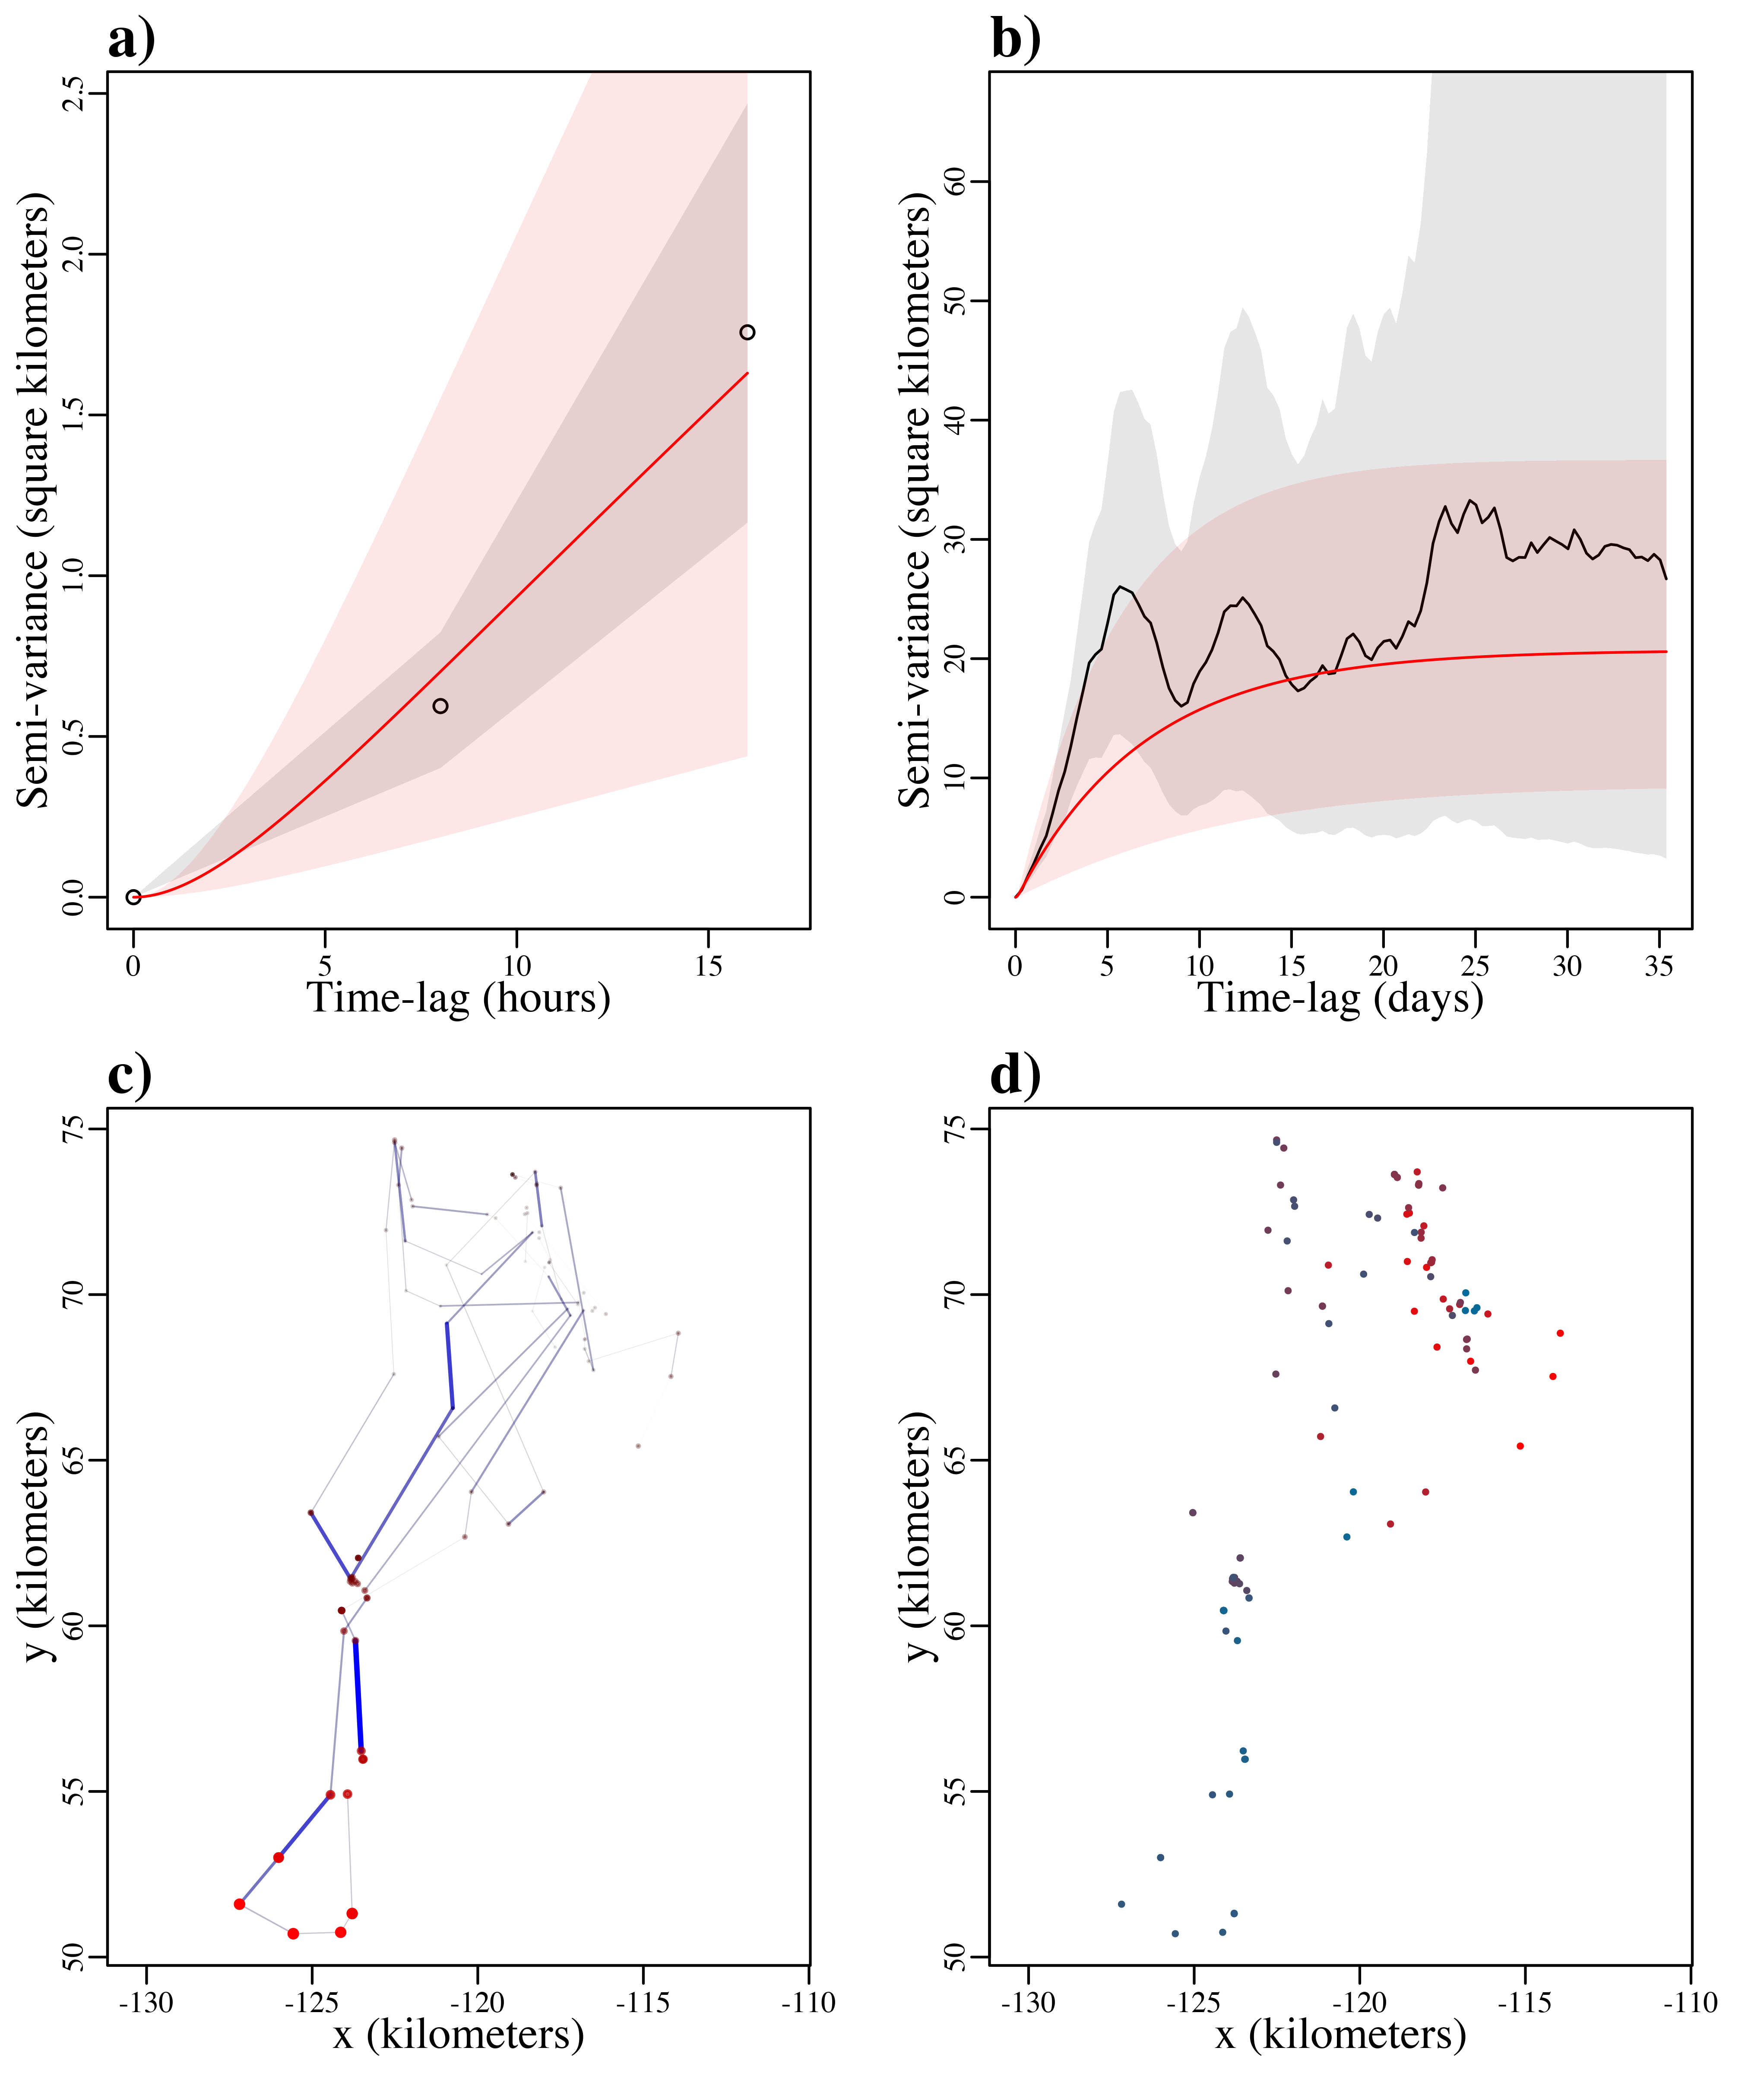 a)
Semi-variance (square kilometers)
2.5
2.0
1.5
1.0
0.5
0.0
0 5 10 15
Time-lag (hours)
b)
Semi-variance (square kilometers)
60
50
40
30
20
10
0
0 5 10 15 20 25 30 35
Time-lag (days)
c)
y (kilometers)
75
70
65
60
55
50
-130 -125 -120 -115 -110
x (kilometers)
d)
y (kilometers)
75
70
65
60
55
50
-130 -125 -120 -115 -110
x (kilometers)